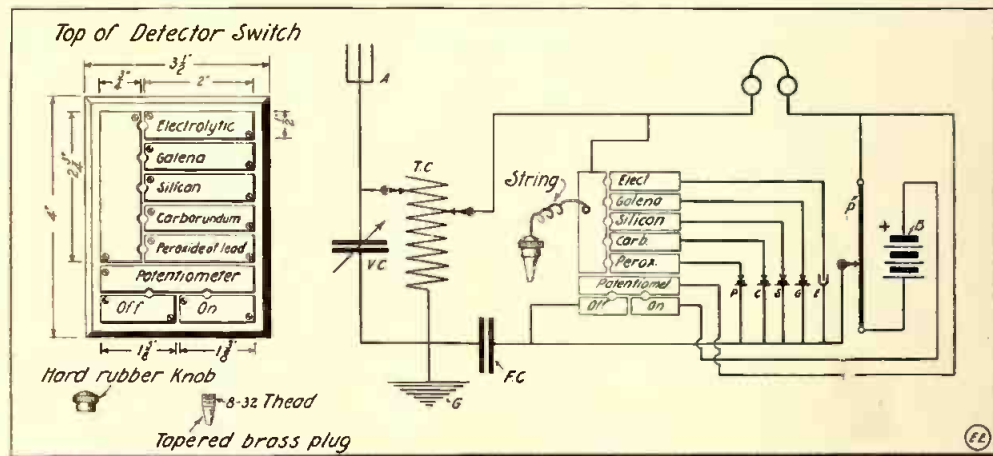 Top of Detector Switch
3 1/2"
3/4"
2"
4"
2 3/4"
1/2"
Electrolytic
Galena
Silicon
Carborundum
Peroxide of lead
Potentiometer
Off
On
1 3/8"
1 3/8"
Hard rubber Knob
8-32 Thead
Tapered brass plug
A
T.C
V.C.
G
F.C
String
Elect
Galena
Silicon
Carb.
Perox.
Potentiomet
Off
On
P
C
S
G
E
P'
+
B
E.E.